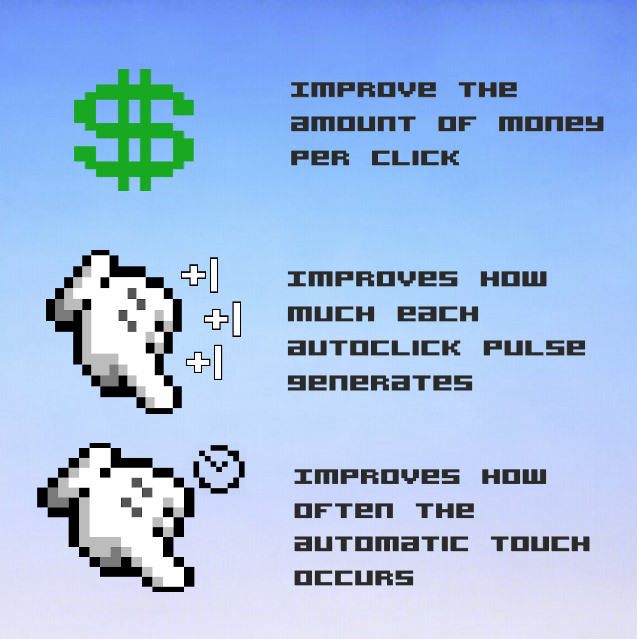 $
Improve the
amount of money
per click
+1
+1
+1
Improves how
much each
autoclick pulse
generates
Improves how
often the
automatic touch
occurs